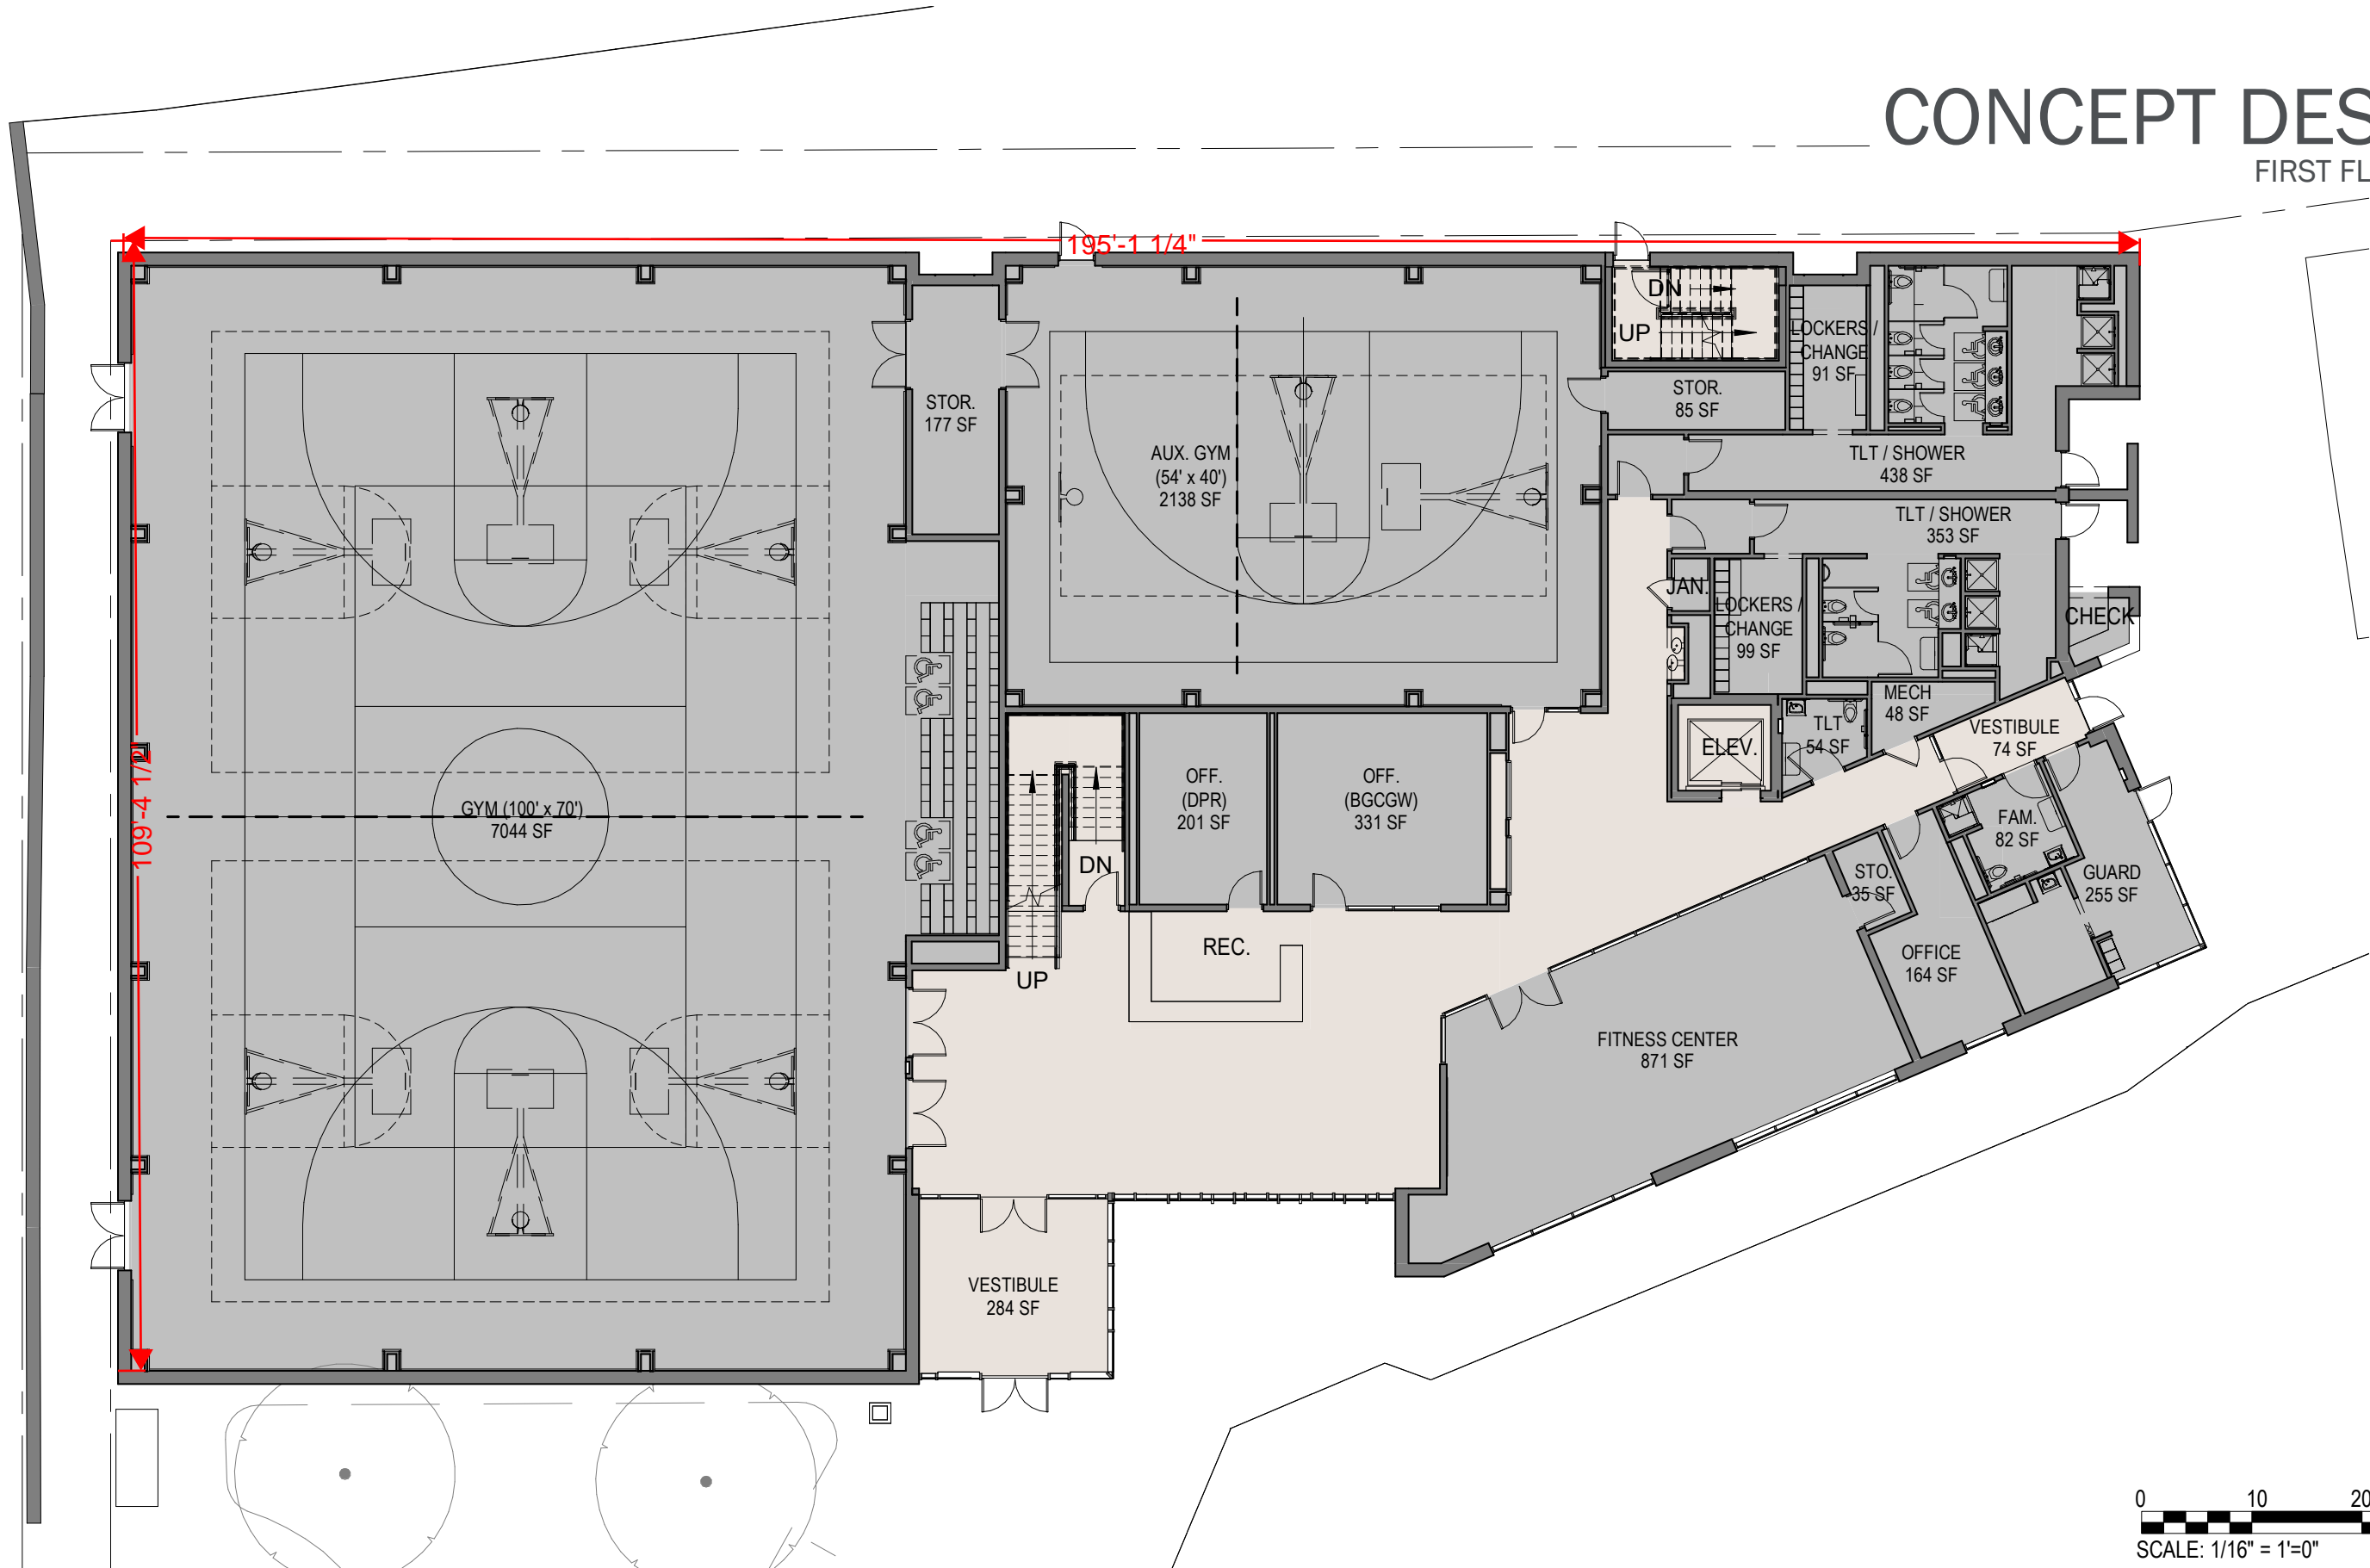 CONCEPT DES
FIRST FL
195'-1 1/4"
109'-4 1/2"
DN
UP
LOCKERS /
CHANGE
91 SF
STOR.
177 SF
STOR.
85 SF
AUX. GYM
(54' x 40')
2138 SF
TLT / SHOWER
438 SF
TLT / SHOWER
353 SF
JAN.
LOCKERS /
CHANGE
99 SF
CHECK
MECH
48 SF
TLT
54 SF
ELEV.
VESTIBULE
74 SF
OFF.
(DPR)
201 SF
OFF.
(BGCGW)
331 SF
GYM (100' x 70')
7044 SF
FAM.
82 SF
DN
STO.
35 SF
GUARD
255 SF
REC.
UP
OFFICE
164 SF
FITNESS CENTER
871 SF
VESTIBULE
284 SF
0 10 20
SCALE: 1/16" = 1'=0"